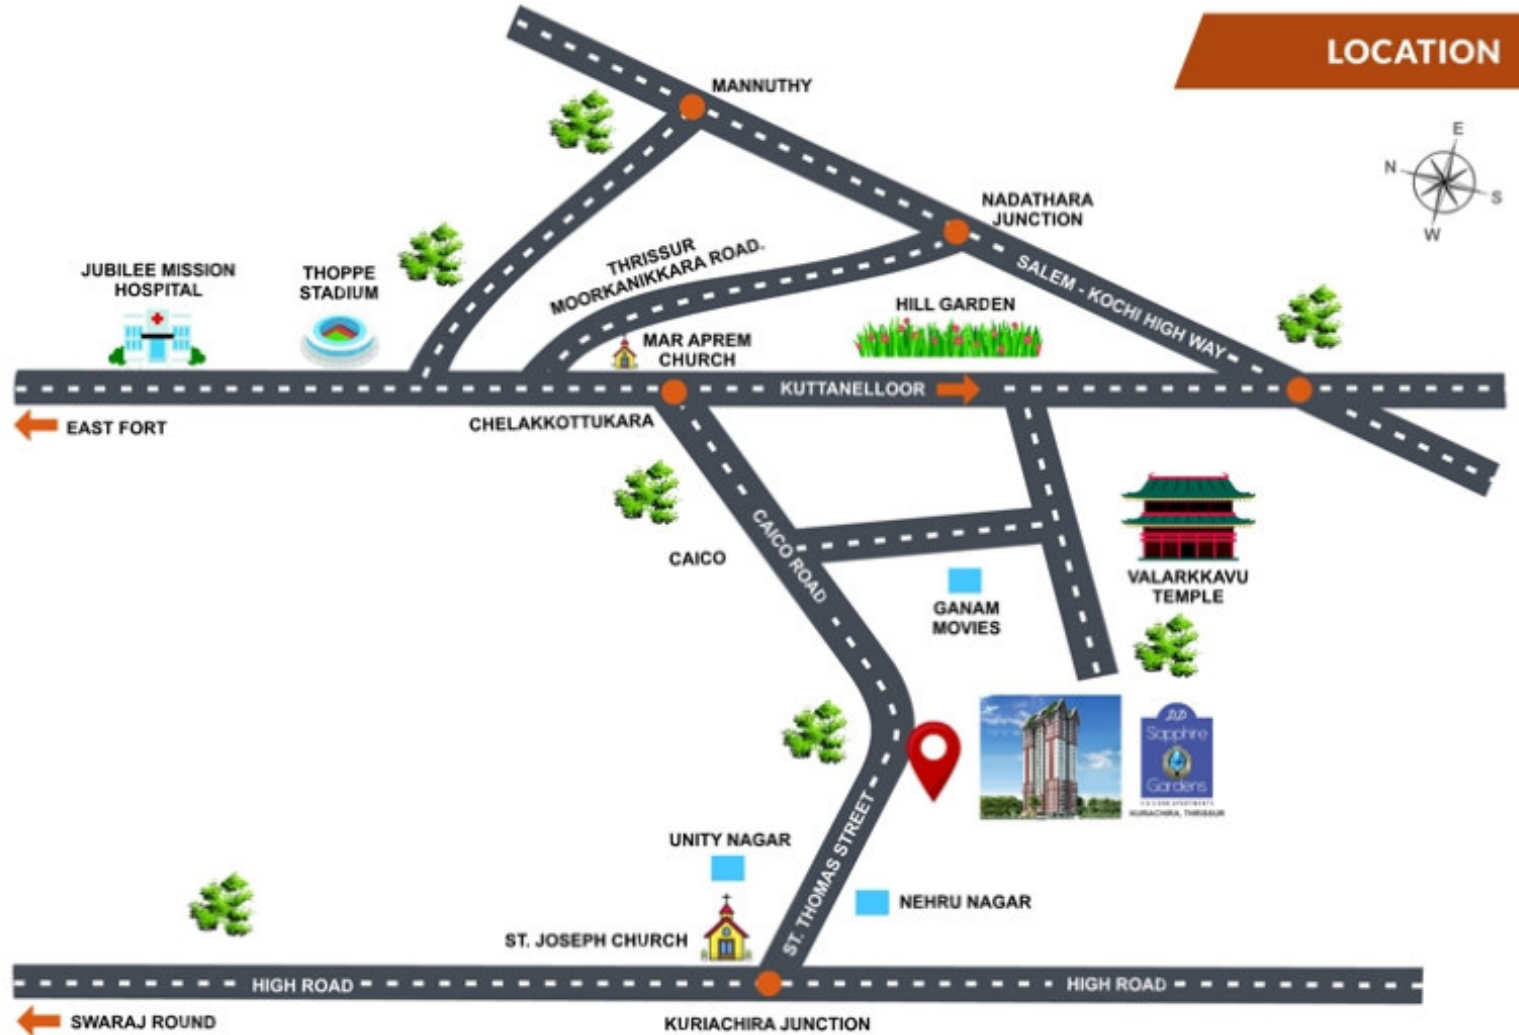 LOCATION
MANNUTHY
E
N
S
W
NADATHARA
JUNCTION
THRISSUR
MOORKANIKKARA ROAD.
SALEM - KOCHI HIGH WAY
JUBILEE MISSION
HOSPITAL
THOPPE
STADIUM
HILL GARDEN
MAR APREM
CHURCH
KUTTANELLOOR
EAST FORT
CHELAKKOTTUKARA
CAICO ROAD
CAICO
VALARKKAVU
TEMPLE
GANAM
MOVIES
Sapphire
Gardens
KURIACHIRA, THRISSUR
ST. THOMAS STREET
UNITY NAGAR
NEHRU NAGAR
ST. JOSEPH CHURCH
HIGH ROAD
HIGH ROAD
SWARAJ ROUND
KURIACHIRA JUNCTION